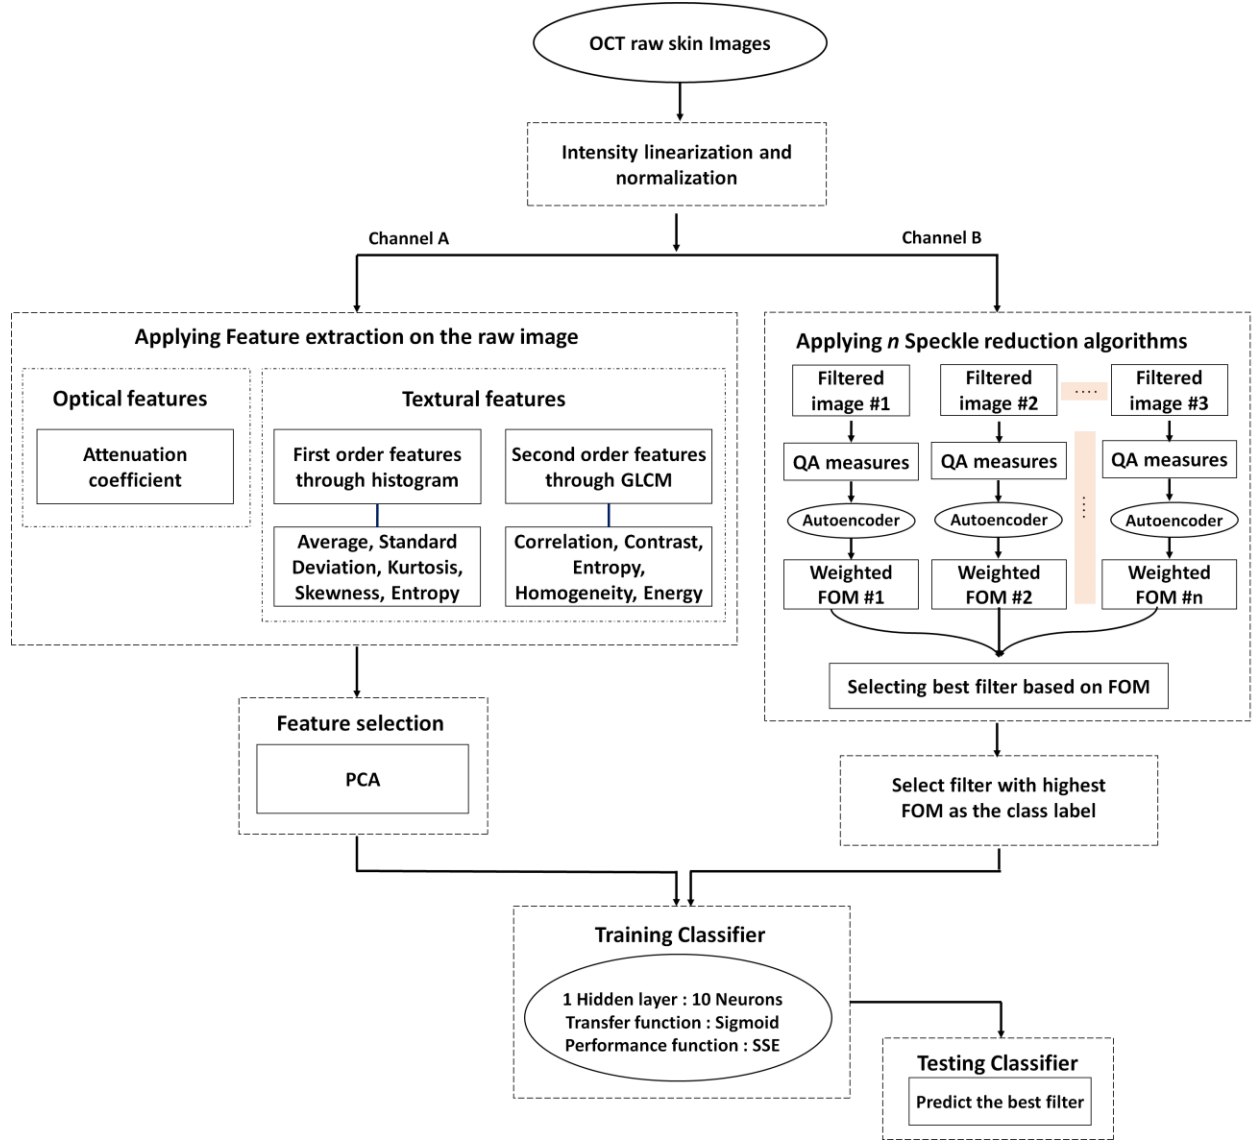 OCT raw skin Images
Intensity linearization and
normalization
Channel A
Channel B
Applying Feature extraction on the raw image
Optical features
Attenuation
coefficient
Textural features
First order features
through histogram
Average, Standard
Deviation, Kurtosis,
Skewness, Entropy
Second order features
through GLCM
Correlation, Contrast,
Entropy,
Homogeneity, Energy
Feature selection
PCA
Applying n Speckle reduction algorithms
Filtered
image #1
QA measures
Autoencoder
Weighted
FOM #1
Filtered
image #2
QA measures
Autoencoder
Weighted
FOM #2
....
....
Filtered
image #3
QA measures
Autoencoder
Weighted
FOM #n
Selecting best filter based on FOM
Select filter with highest
FOM as the class label
Training Classifier
1 Hidden layer : 10 Neurons
Transfer function : Sigmoid
Performance function : SSE
Testing Classifier
Predict the best filter